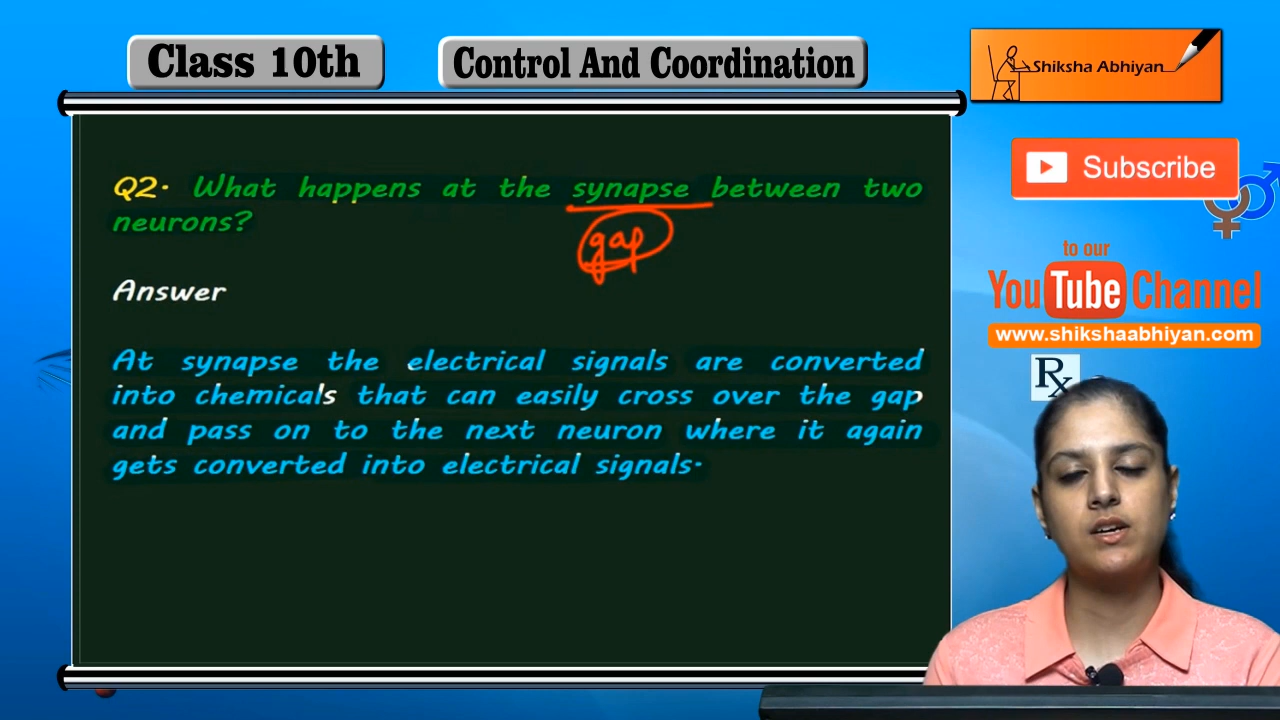 Class 10th
Control And Coordination
Shiksha Abhiyan
Subscribe
Q2. What happens at the synapse between two
neurons?
gap
Answer
At synapse the electrical signals are converted
into chemicals that can easily cross over the gap
and pass on to the next neuron where it again
gets converted into electrical signals.
to our
YouTube Channel
www.shikshaabhiyan.com
Rx